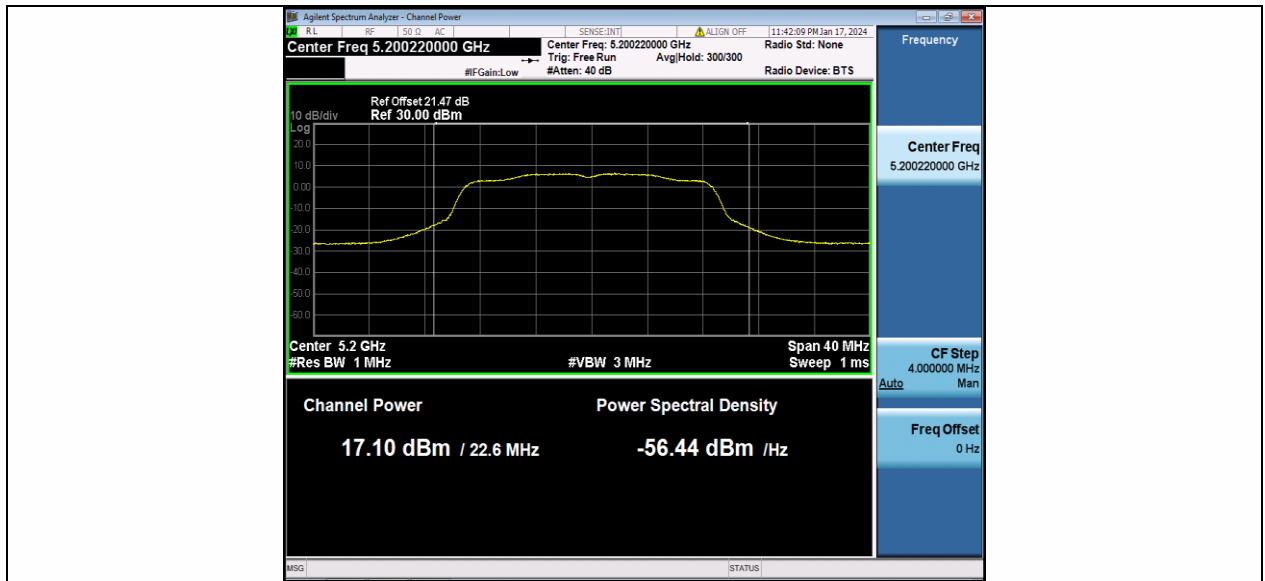 Agilent Spectrum Analyzer - Channel Power
RL RF 50 Ω AC SENSE:INT ALIGN OFF 11:42:09 PM Jan 17, 2024
Center Freq 5.200220000 GHz
Center Freq: 5.200220000 GHz Radio Std: None
Trig: Free Run Avg|Hold: 300/300
#IFGain:Low #Atten: 40 dB Radio Device: BTS
Frequency
Ref Offset 21.47 dB
10 dB/div Ref 30.00 dBm
Log
20.0
10.0
0.00
-10.0
-20.0
-30.0
-40.0
-50.0
-60.0
Center 5.2 GHz Span 40 MHz
#Res BW 1 MHz #VBW 3 MHz Sweep 1 ms
Channel Power Power Spectral Density
17.10 dBm / 22.6 MHz -56.44 dBm /Hz
Center Freq
5.200220000 GHz
CF Step
4.000000 MHz
Auto Man
Freq Offset
0 Hz
MSG STATUS